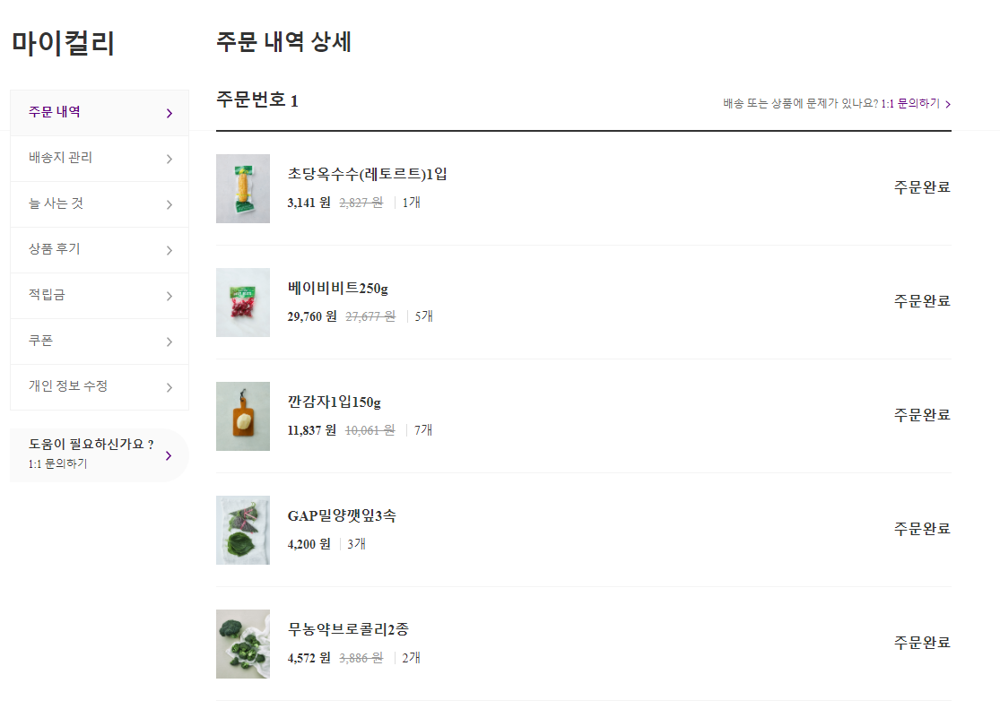 마이컬리
주문 내역
배송지 관리
늘 사는 것
상품 후기
적립금
쿠폰
개인 정보 수정
도움이 필요하신가요 ?
1:1 문의하기
주문 내역 상세
주문번호 1
배송 또는 상품에 문제가 있나요? 1:1 문의하기
초당옥수수(레토르트)1입
3,141 원 2,827 원 1개
주문완료
베이비비트250g
29,760 원 27,677 원 5개
주문완료
깐감자1입150g
11,837 원 10,061 원 7개
주문완료
GAP밀양깻잎3속
4,200 원 3개
주문완료
무농약브로콜리2종
4,572 원 3,886 원 2개
주문완료